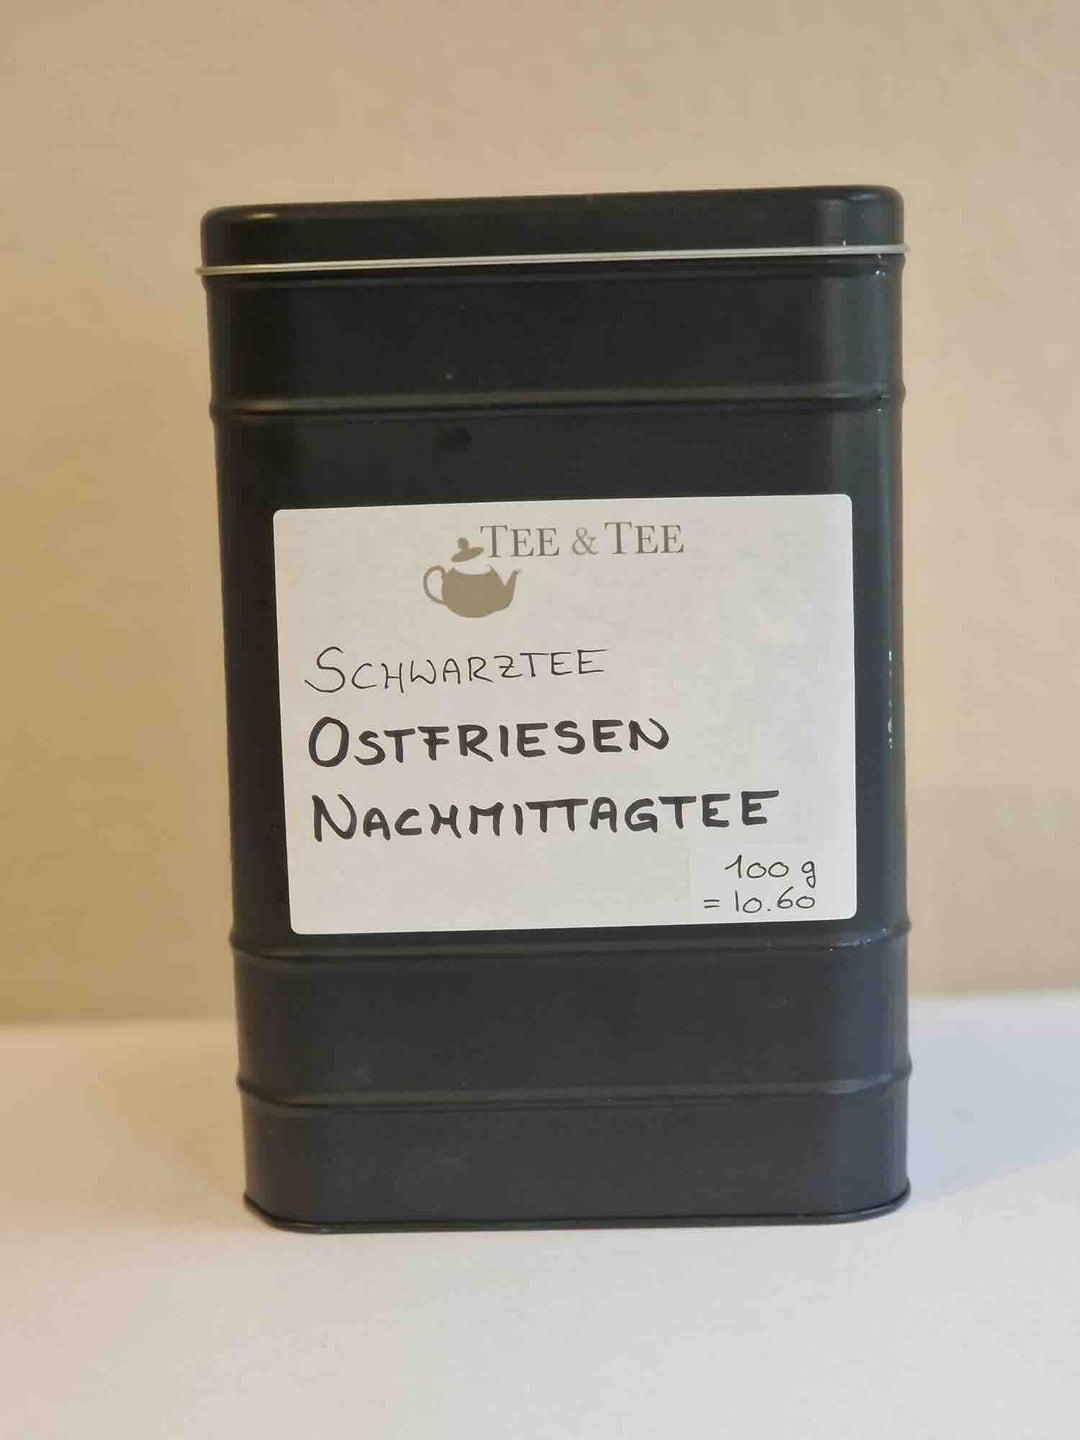 TEE & TEE
SCHWARZTEE
OSTFRIESEN
NACHMITTAGTEE
100 g
= 10.60